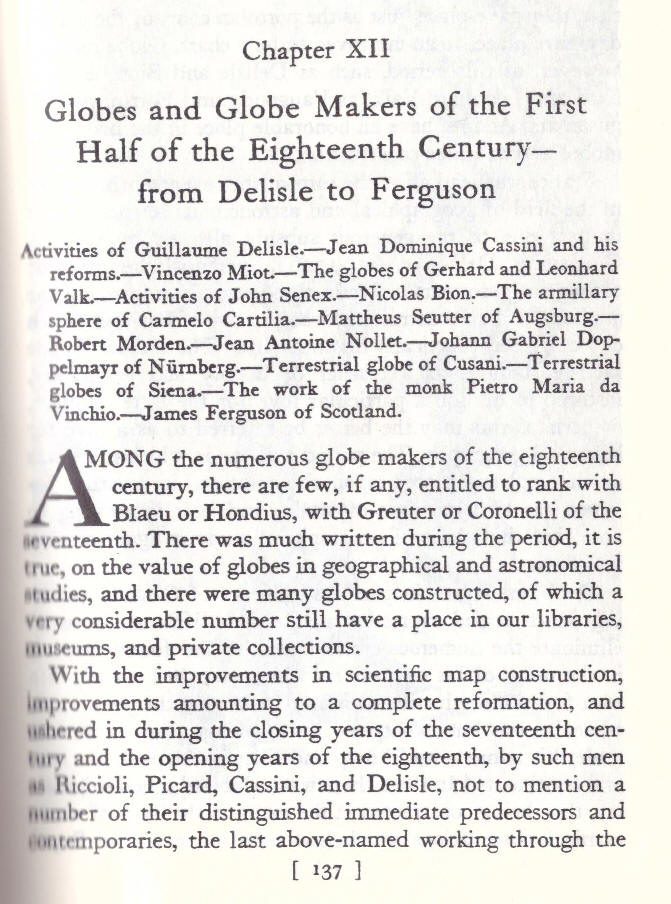 Chapter XII
Globes and Globe Makers of the First
Half of the Eighteenth Century—
from Delisle to Ferguson
Activities of Guillaume Delisle.—Jean Dominique Cassini and his
reforms.—Vincenzo Miot.—The globes of Gerhard and Leonhard
Valk.—Activities of John Senex.—Nicolas Bion.—The armillary
sphere of Carmelo Cartilia.—Mattheus Seutter of Augsburg.—
Robert Morden.—Jean Antoine Nollet.—Johann Gabriel Dop-
pelmayr of Nürnberg.—Terrestrial globe of Cusani.—Terrestrial
globes of Siena.—The work of the monk Pietro Maria da
Vinchio.—James Ferguson of Scotland.
AMONG the numerous globe makers of the eighteenth
century, there are few, if any, entitled to rank with
Blaeu or Hondius, with Greuter or Coronelli of the
seventeenth. There was much written during the period, it is
true, on the value of globes in geographical and astronomical
studies, and there were many globes constructed, of which a
very considerable number still have a place in our libraries,
museums, and private collections.
With the improvements in scientific map construction,
improvements amounting to a complete reformation, and
ushered in during the closing years of the seventeenth cen-
tury and the opening years of the eighteenth, by such men
as Riccioli, Picard, Cassini, and Delisle, not to mention a
number of their distinguished immediate predecessors and
contemporaries, the last above-named working through the
[ 137 ]